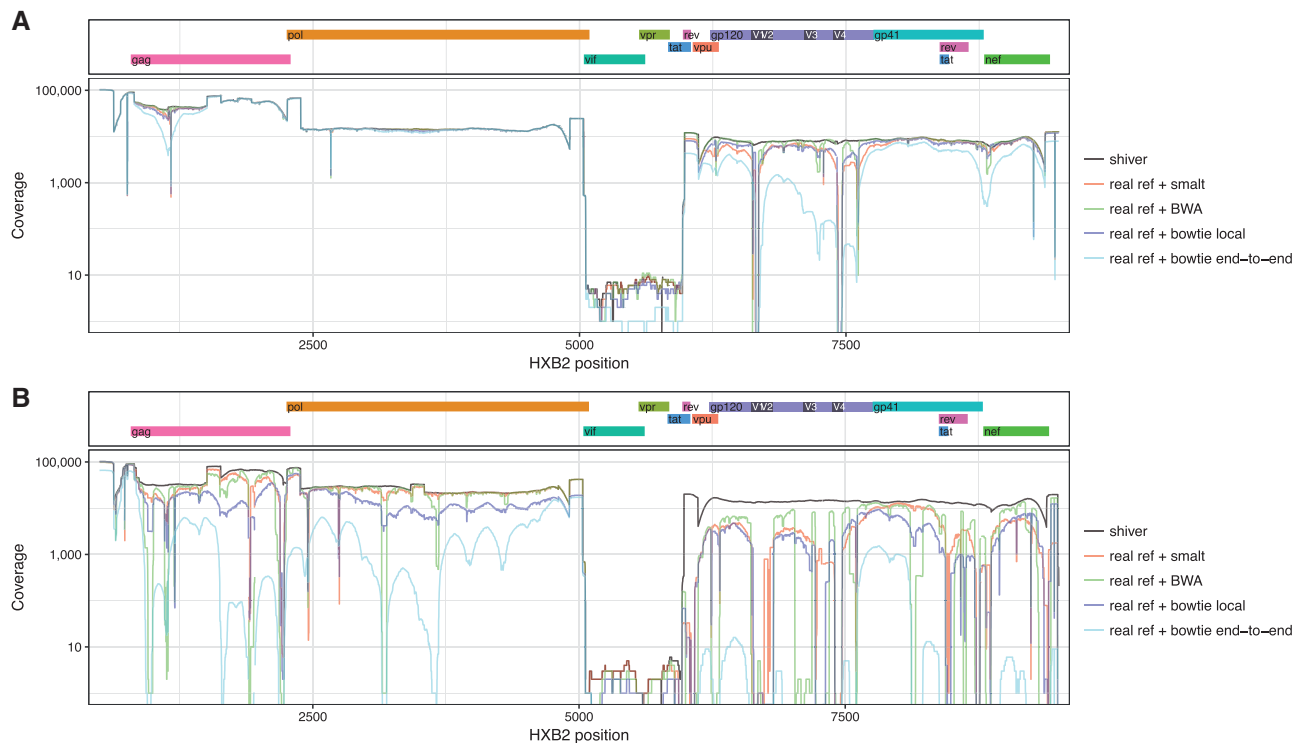 A
pol
vpr
rev
gp120
V1
V2
V3
V4
gp41
tat
vpu
rev
gag
vif
tat
nef
100,000
1,000
10
Coverage
2500
5000
7500
HXB2 position
shiver
real ref + smalt
real ref + BWA
real ref + bowtie local
real ref + bowtie end−to−end
B
pol
vpr
rev
gp120
V1
V2
V3
V4
gp41
tat
vpu
rev
gag
vif
tat
nef
100,000
1,000
10
Coverage
2500
5000
7500
HXB2 position
shiver
real ref + smalt
real ref + BWA
real ref + bowtie local
real ref + bowtie end−to−end